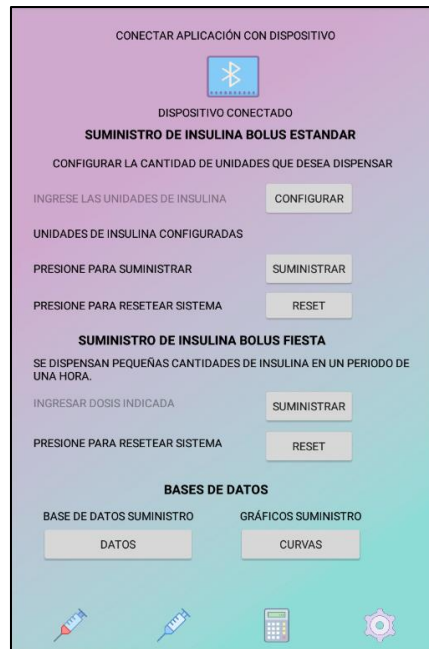 CONECTAR APLICACIÓN CON DISPOSITIVO
DISPOSITIVO CONECTADO
SUMINISTRO DE INSULINA BOLUS ESTANDAR
CONFIGURAR LA CANTIDAD DE UNIDADES QUE DESEA DISPENSAR
INGRESE LAS UNIDADES DE INSULINA CONFIGURAR
UNIDADES DE INSULINA CONFIGURADAS
PRESIONE PARA SUMINISTRAR SUMINISTRAR
PRESIONE PARA RESETEAR SISTEMA RESET
SUMINISTRO DE INSULINA BOLUS FIESTA
SE DISPENSAN PEQUEÑAS CANTIDADES DE INSULINA EN UN PERIODO DE
UNA HORA.
INGRESAR DOSIS INDICADA SUMINISTRAR
PRESIONE PARA RESETEAR SISTEMA RESET
BASES DE DATOS
BASE DE DATOS SUMINISTRO GRÁFICOS SUMINISTRO
DATOS CURVAS